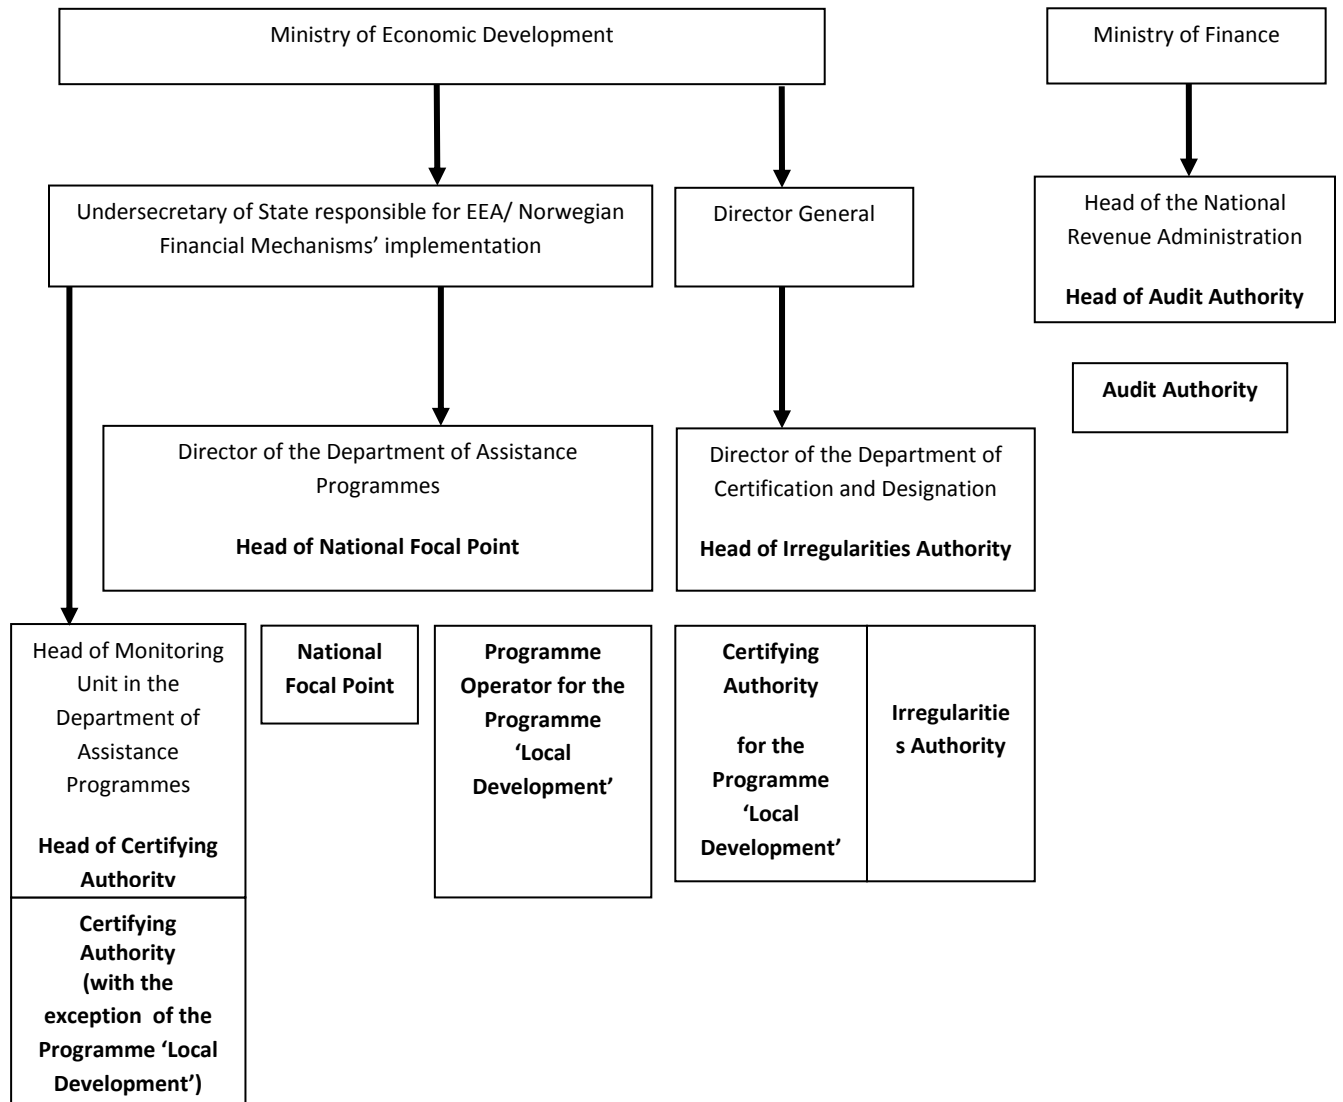 Ministry of Economic Development
Ministry of Finance
Undersecretary of State responsible for EEA/ Norwegian
Financial Mechanisms’ implementation
Director General
Head of the National
Revenue Administration
Head of Audit Authority
Audit Authority
Director of the Department of Assistance
Programmes
Head of National Focal Point
Director of the Department of
Certification and Designation
Head of Irregularities Authority
Head of Monitoring
Unit in the
Department of
Assistance
Programmes
Head of Certifying
Authority
National
Focal Point
Programme
Operator for the
Programme
‘Local
Development’
Certifying
Authority
for the
Programme
‘Local
Development’
Irregularitie
s Authority
Certifying
Authority
(with the
exception of the
Programme ‘Local
Development’)